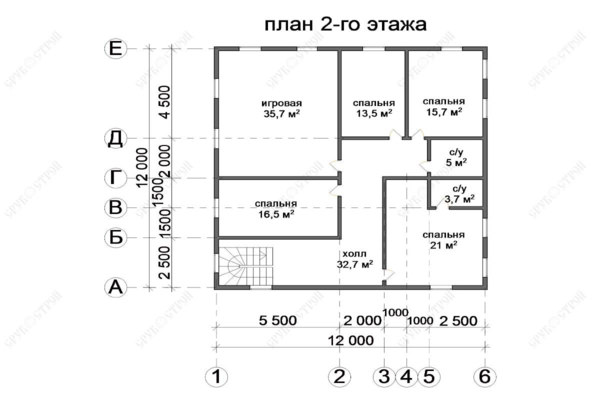 план 2-го этажа
Е
Д
Г
В
Б
А
4 500
2 000
1500
1500
2 500
12 000
игровая
35,7 м²
спальня
13,5 м²
спальня
15,7 м²
с/у
5 м²
с/у
3,7 м²
спальня
16,5 м²
спальня
21 м²
холл
32,7 м²
5 500
2 000
1000
1000
2 500
12 000
1
2
3
4
5
6